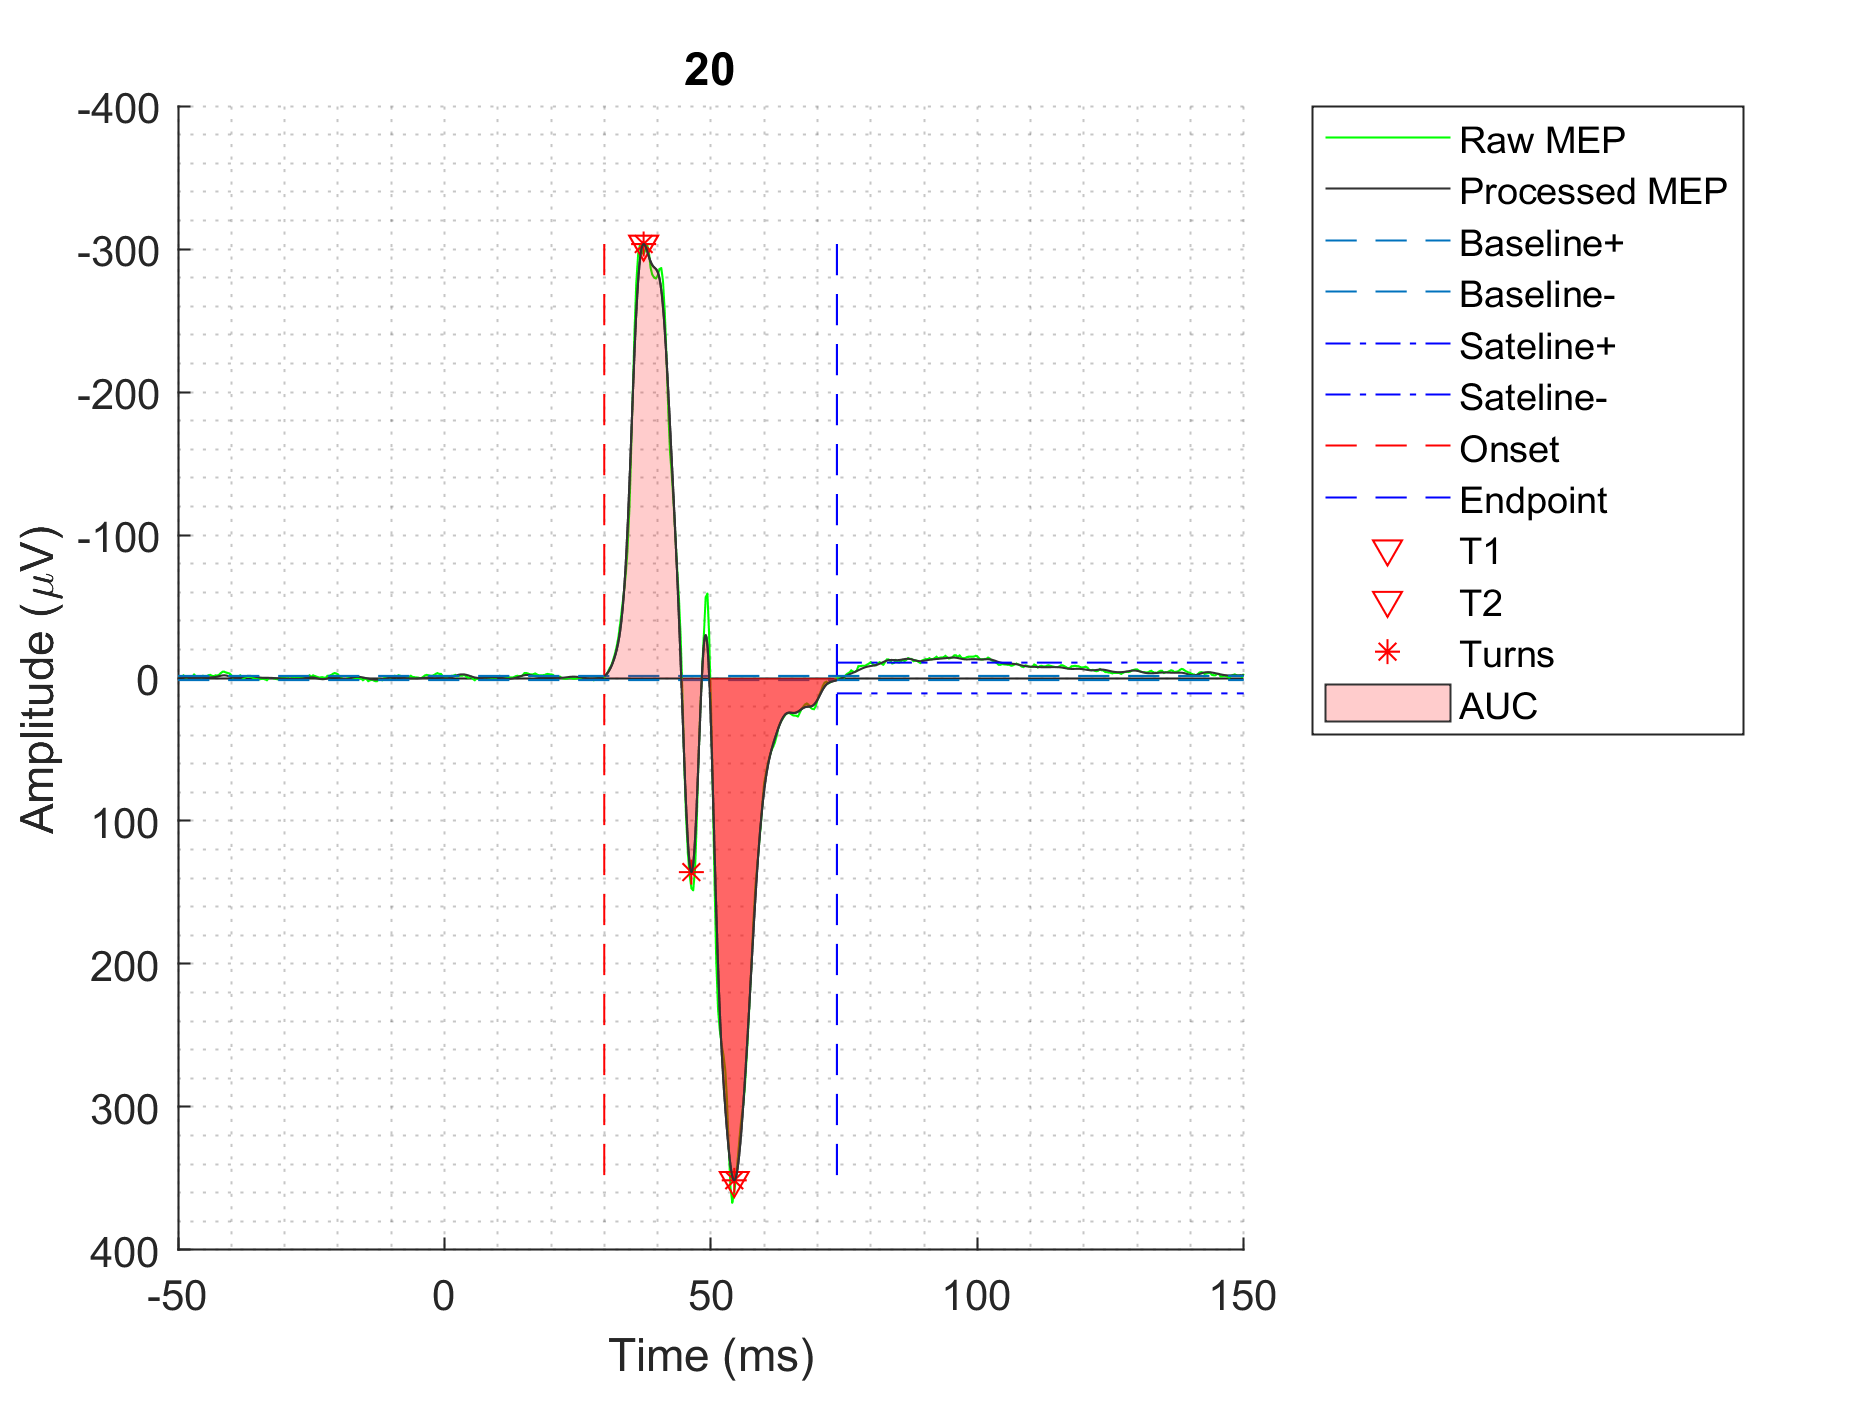 20
-400
-300
-200
-100
0
100
200
300
400
Amplitude (μV)
-50
0
50
100
150
Time (ms)
Raw MEP
Processed MEP
Baseline+
Baseline-
Sateline+
Sateline-
Onset
Endpoint
T1
T2
Turns
AUC